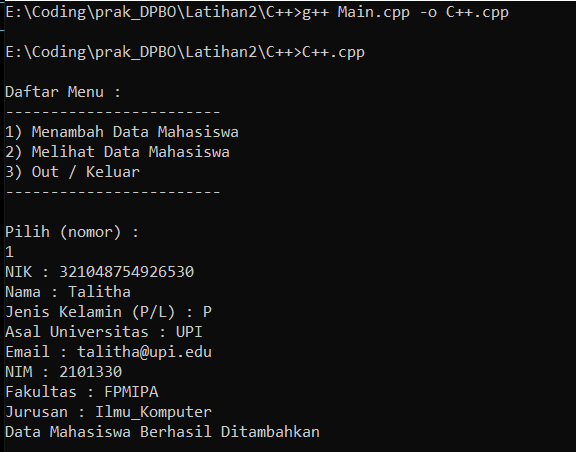 E:\Coding\prak_DPBO\Latihan2\C++>g++ Main.cpp -o C++.cpp
E:\Coding\prak_DPBO\Latihan2\C++>C++.cpp
Daftar Menu :
------------------------
1) Menambah Data Mahasiswa
2) Melihat Data Mahasiswa
3) Out / Keluar
------------------------
Pilih (nomor) :
1
NIK : 321048754926530
Nama : Talitha
Jenis Kelamin (P/L) : P
Asal Universitas : UPI
Email : talitha@upi.edu
NIM : 2101330
Fakultas : FPMIPA
Jurusan : Ilmu_Komputer
Data Mahasiswa Berhasil Ditambahkan